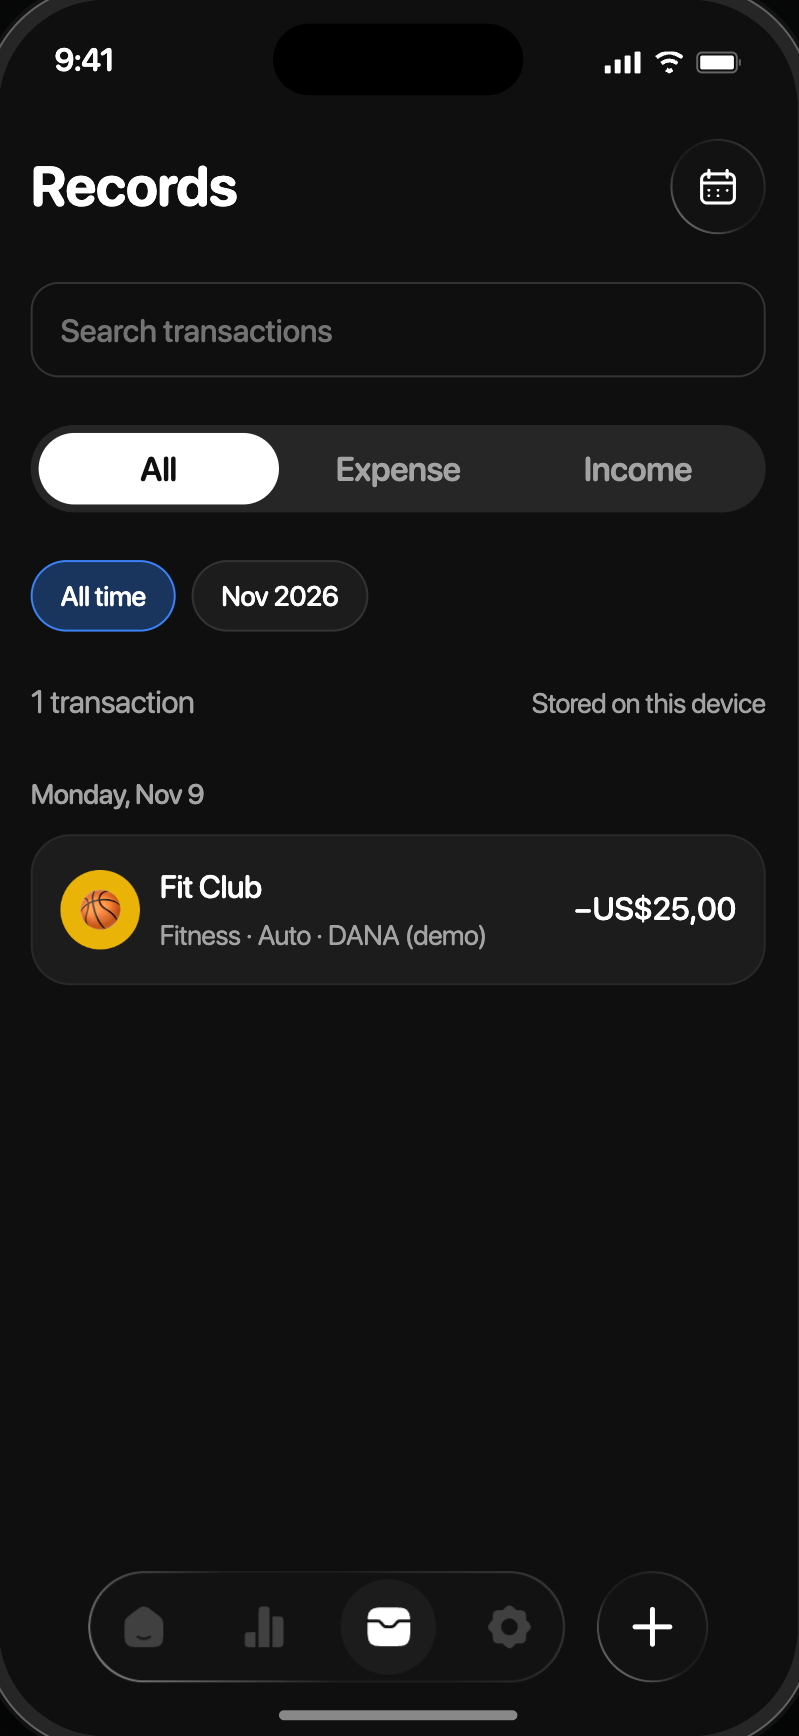 9:41
Records
Search transactions
All
Expense
Income
All time
Nov 2026
1 transaction
Stored on this device
Monday, Nov 9
Fit Club
Fitness · Auto · DANA (demo)
−US$25,00